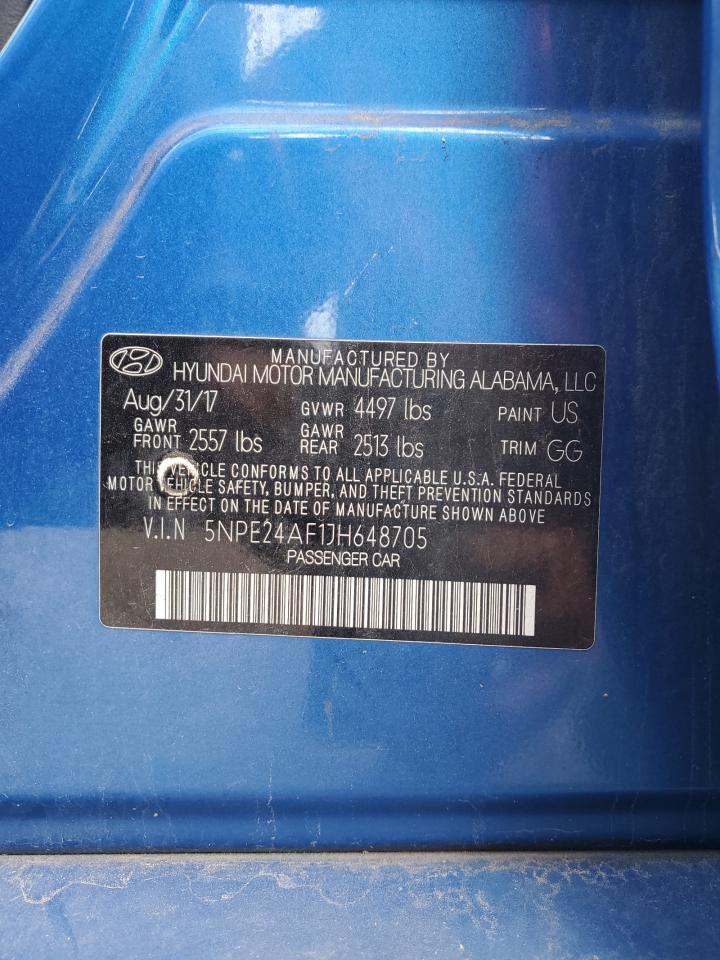 MANUFACTURED BY
HYUNDAI MOTOR MANUFACTURING ALABAMA, LLC
Aug/31/17 GVWR 4497 lbs PAINT US
GAWR FRONT 2557 lbs GAWR REAR 2513 lbs TRIM GG
THIS VEHICLE CONFORMS TO ALL APPLICABLE U.S.A. FEDERAL
MOTOR VEHICLE SAFETY, BUMPER, AND THEFT PREVENTION STANDARDS
IN EFFECT ON THE DATE OF MANUFACTURE SHOWN ABOVE
V.I.N 5NPE24AF1JH648705
PASSENGER CAR